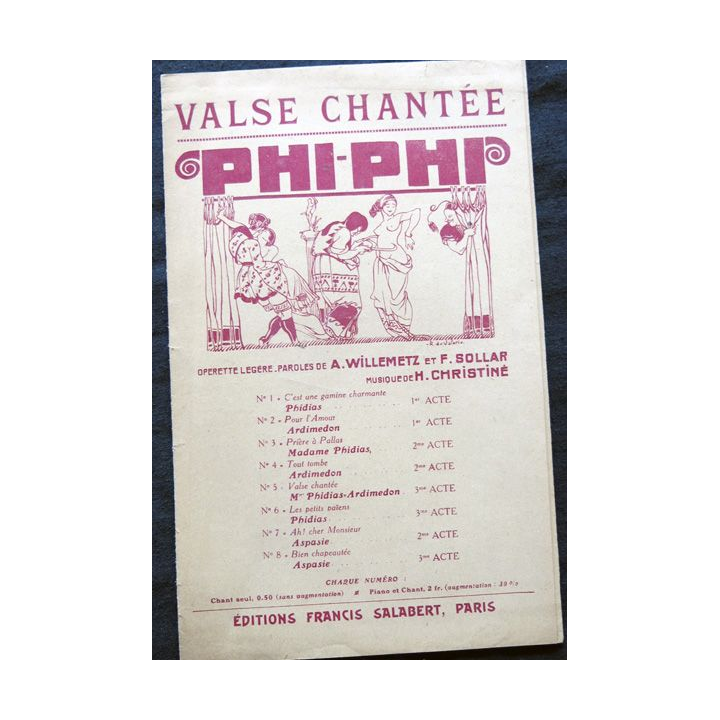 VALSE CHANTÉE
PHI-PHI
OPERETTE LEGÈRE. PAROLES DE A. WILLEMETZ ET F. SOLLAR
MUSIQUE DE H. CHRISTINÉ
N° 1 - C'est une gamine charmante
Phidias 1er ACTE
N° 2 - Pour l'Amour
Ardimedon 1er ACTE
N° 3 - Prière à Pallas
Madame Phidias, 2me ACTE
N° 4 - Tout tombe
Ardimedon 2me ACTE
N° 5 - Valse chantée
Mme Phidias-Ardimedon 3me ACTE
N° 6 - Les petits païens
Phidias 3me ACTE
N° 7 - Ah! cher Monsieur
Aspasie 2me ACTE
N° 8 - Bien chapeautée
Aspasie 3me ACTE
CHAQUE NUMÉRO :
Chant seul, 0.50 (sans augmentation) Piano et Chant, 2 fr. (augmentation :
ÉDITIONS FRANCIS SALABERT, PARIS